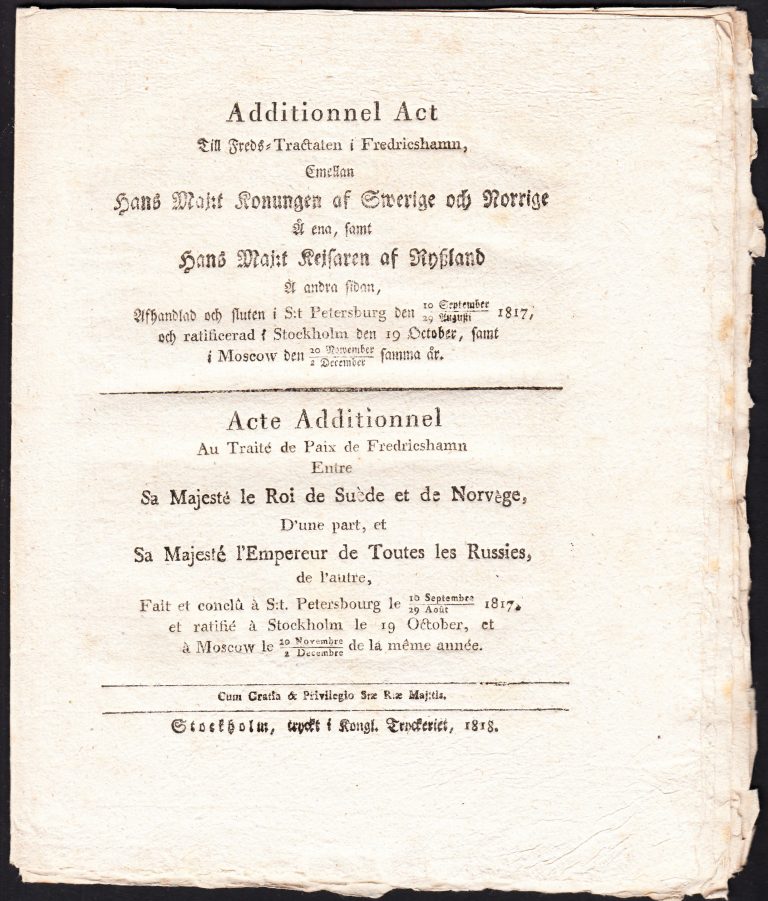 Additionnel Act
Till Freds-Tractaten i Fredricshamn,
Emellan
Hans Maj:t Konungen af Swerige och Norrige
Å ena, samt
Hans Maj:t Kejsaren af Ryßland
Å andra sidan,
Afhandlad och sluten i S:t Petersburg den 10 September/29 Augusti 1817,
och ratificerad i Stockholm den 19 October, samt
i Moscow den 20 November/2 December samma år.
Acte Additionnel
Au Traité de Paix de Fredricshamn
Entre
Sa Majesté le Roi de Suède et de Norvège,
D'une part, et
Sa Majesté l'Empereur de Toutes les Russies,
de l'autre,
Fait et conclû à S:t. Petersbourg le 10 Septembre/29 Août 1817,
et ratifié à Stockholm le 19 October, et
à Moscow le 20 Novembre/2 Decembre de la même année.
Cum Gratia & Privilegio Sræ R:æ Maj:tis.
Stockholm, tryckt i Kongl. Tryckeriet, 1818.